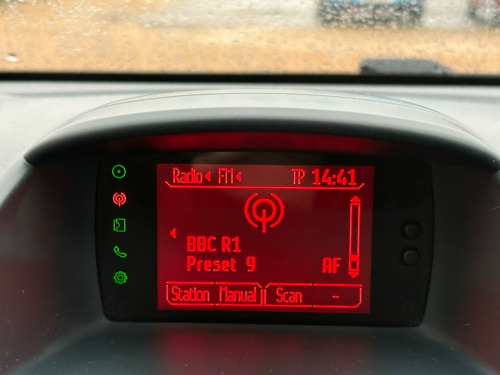 Radio FM TP 14:41
BBC R1
Preset 9 AF
Station Manual Scan --